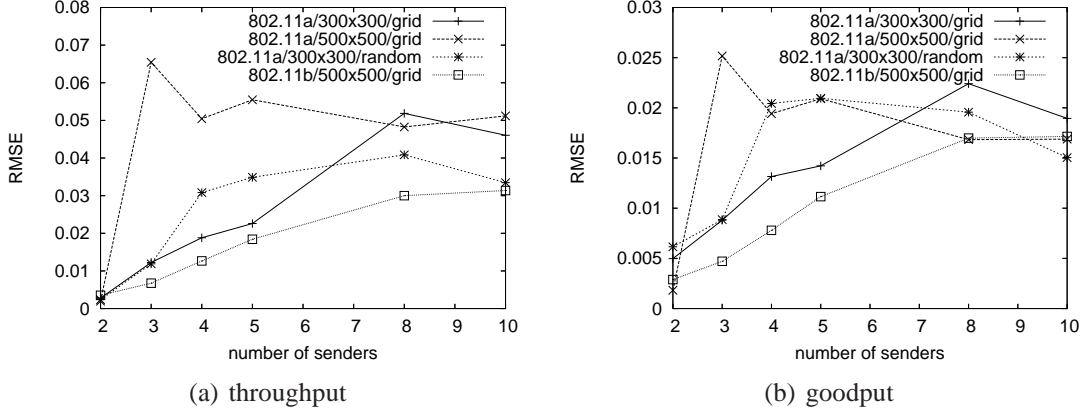 0.08
0.07
0.06
0.05
0.04
0.03
0.02
0.01
0
RMSE
802.11a/300x300/grid
802.11a/500x500/grid
802.11a/300x300/random
802.11b/500x500/grid
2 3 4 5 6 7 8 9 10
number of senders
(a) throughput
0.03
0.025
0.02
0.015
0.01
0.005
0
RMSE
802.11a/300x300/grid
802.11a/500x500/grid
802.11a/300x300/random
802.11b/500x500/grid
2 3 4 5 6 7 8 9 10
number of senders
(b) goodput